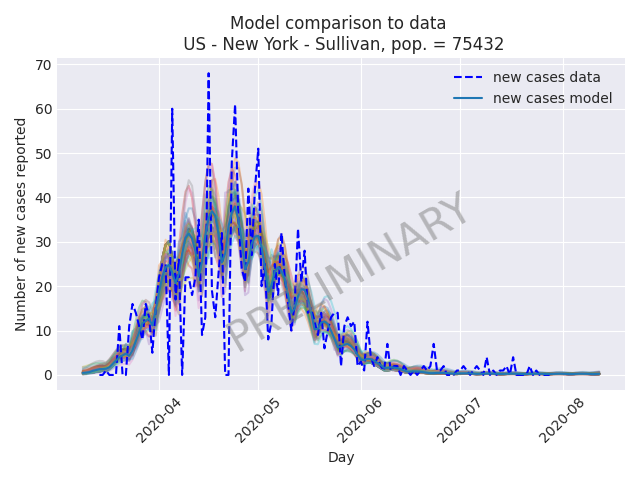 Model comparison to data
US - New York - Sullivan, pop. = 75432
Number of new cases reported
70
60
50
40
30
20
10
0
new cases data
new cases model
PRELIMINARY
2020-04
2020-05
2020-06
2020-07
2020-08
Day